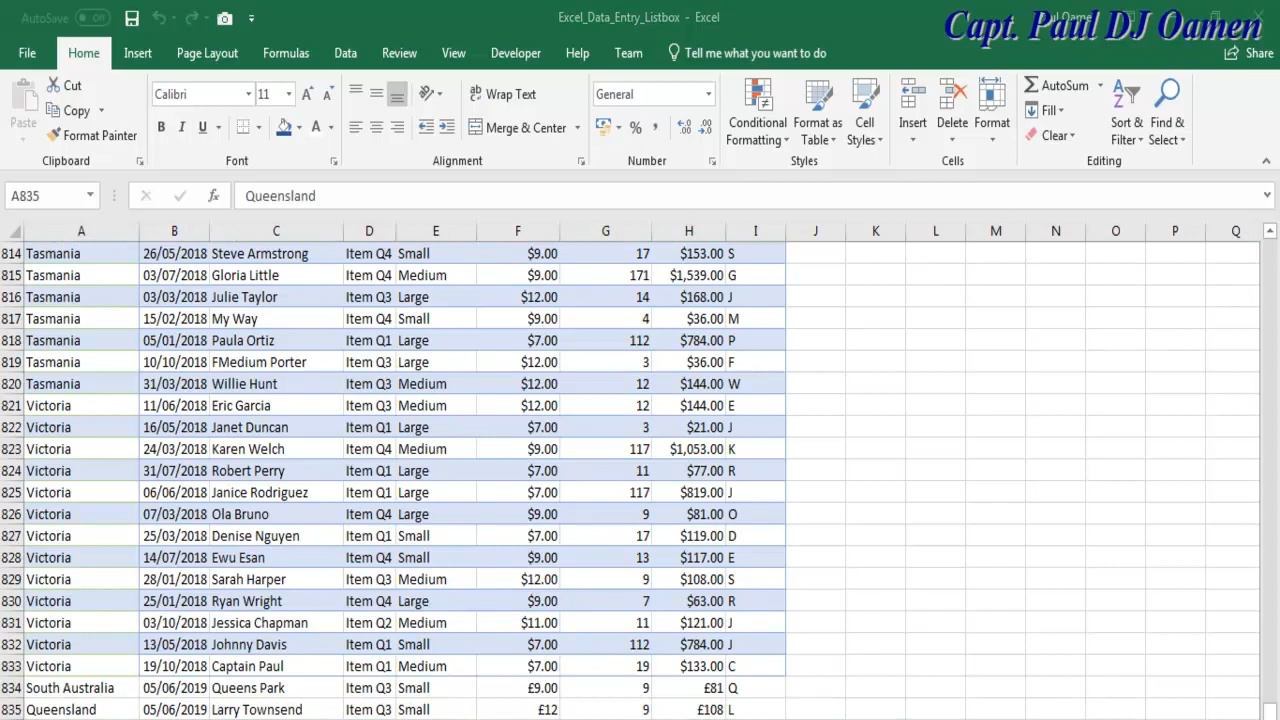 AutoSave Off Excel_Data_Entry_Listbox - Excel
Capt. Paul DJ Oamen
File Home Insert Page Layout Formulas Data Review View Developer Help Team Tell me what you want to do Share
Paste Cut Copy Format Painter
Calibri 11
B I U A
Wrap Text
Merge & Center
General
%
Conditional Formatting
Format as Table
Cell Styles
Insert Delete Format
AutoSum
Fill
Clear
Sort & Filter
Find & Select
Clipboard Font Alignment Number Styles Cells Editing
A835 fx Queensland
A B C D E F G H I J K L M N O P Q
814 Tasmania 26/05/2018 Steve Armstrong Item Q4 Small $9.00 17 $153.00 S
815 Tasmania 03/07/2018 Gloria Little Item Q4 Medium $9.00 171 $1,539.00 G
816 Tasmania 03/03/2018 Julie Taylor Item Q3 Large $12.00 14 $168.00 J
817 Tasmania 15/02/2018 My Way Item Q4 Small $9.00 4 $36.00 M
818 Tasmania 05/01/2018 Paula Ortiz Item Q1 Large $7.00 112 $784.00 P
819 Tasmania 10/10/2018 FMedium Porter Item Q3 Large $12.00 3 $36.00 F
820 Tasmania 31/03/2018 Willie Hunt Item Q3 Medium $12.00 12 $144.00 W
821 Victoria 11/06/2018 Eric Garcia Item Q3 Medium $12.00 12 $144.00 E
822 Victoria 16/05/2018 Janet Duncan Item Q1 Large $7.00 3 $21.00 J
823 Victoria 24/03/2018 Karen Welch Item Q4 Medium $9.00 117 $1,053.00 K
824 Victoria 31/07/2018 Robert Perry Item Q1 Large $7.00 11 $77.00 R
825 Victoria 06/06/2018 Janice Rodriguez Item Q1 Large $7.00 117 $819.00 J
826 Victoria 07/03/2018 Ola Bruno Item Q4 Large $9.00 9 $81.00 O
827 Victoria 25/03/2018 Denise Nguyen Item Q1 Small $7.00 17 $119.00 D
828 Victoria 14/07/2018 Ewu Esan Item Q4 Small $9.00 13 $117.00 E
829 Victoria 28/01/2018 Sarah Harper Item Q3 Medium $12.00 9 $108.00 S
830 Victoria 25/01/2018 Ryan Wright Item Q4 Large $9.00 7 $63.00 R
831 Victoria 03/10/2018 Jessica Chapman Item Q2 Medium $11.00 11 $121.00 J
832 Victoria 13/05/2018 Johnny Davis Item Q1 Small $7.00 112 $784.00 J
833 Victoria 19/10/2018 Captain Paul Item Q1 Medium $7.00 19 $133.00 C
834 South Australia 05/06/2019 Queens Park Item Q3 Small £9.00 9 £81 Q
835 Queensland 05/06/2019 Larry Townsend Item Q3 Small £12 9 £108 L